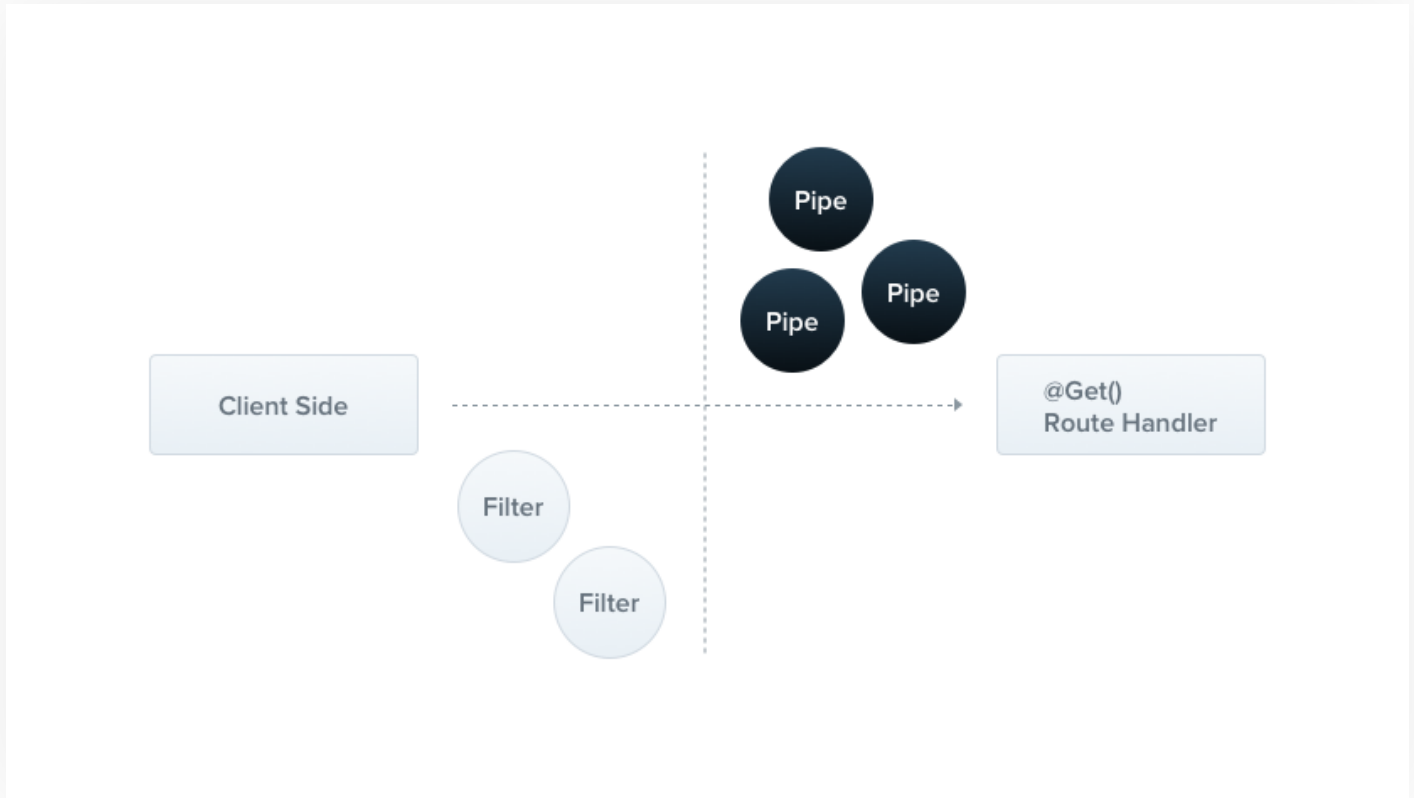 Pipe
Pipe
Pipe
Client Side
@Get()
Route Handler
Filter
Filter